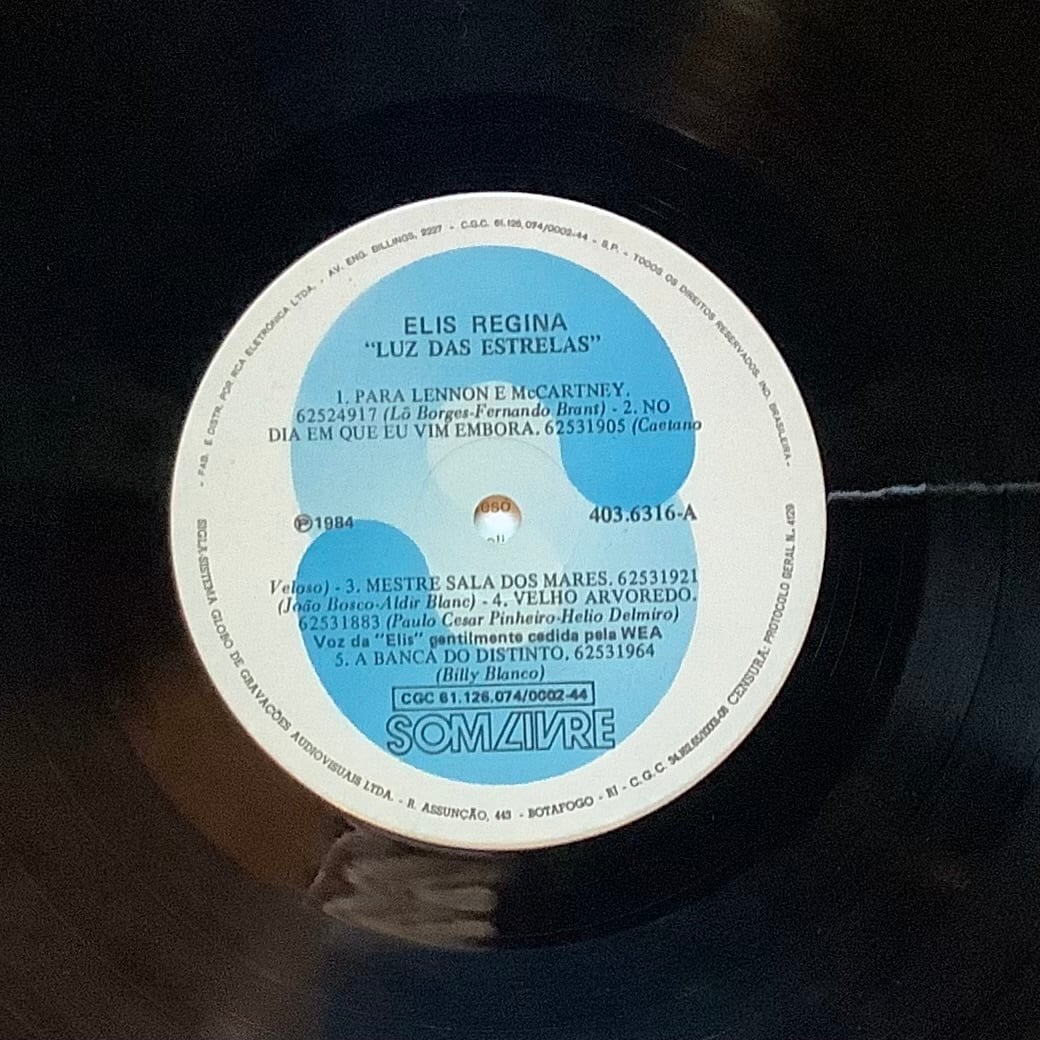 - FAB. E DISTR. POR RCA ELETRÔNICA LTDA. - AV. ENG. BILLINGS, 2227 - C.G.C. 61.126.074/0002-44 - S.P. - TODOS OS DIREITOS RESERVADOS. IND. BRASILEIRA -
ELIS REGINA
“LUZ DAS ESTRELAS”
1. PARA LENNON E McCARTNEY.
62524917 (Lô Borges-Fernando Brant) - 2. NO
DIA EM QUE EU VIM EMBORA. 62531905 (Caetano
℗ 1984
403.6316-A
Veloso) - 3. MESTRE SALA DOS MARES. 62531921
(João Bosco-Aldir Blanc) - 4. VELHO ARVOREDO.
62531883 (Paulo Cesar Pinheiro-Helio Delmiro)
Voz da "Elis" gentilmente cedida pela WEA
5. A BANCA DO DISTINTO. 62531964
(Billy Blanco)
CGC 61.126.074/0002-44
SOM LIVRE
SIGLA-SISTEMA GLOBO DE GRAVAÇÕES AUDIOVISUAIS LTDA. - R. ASSUNÇÃO, 443 - BOTAFOGO - RJ - C.G.C. CENSURA: PROTOCOLO GERAL N. 4129